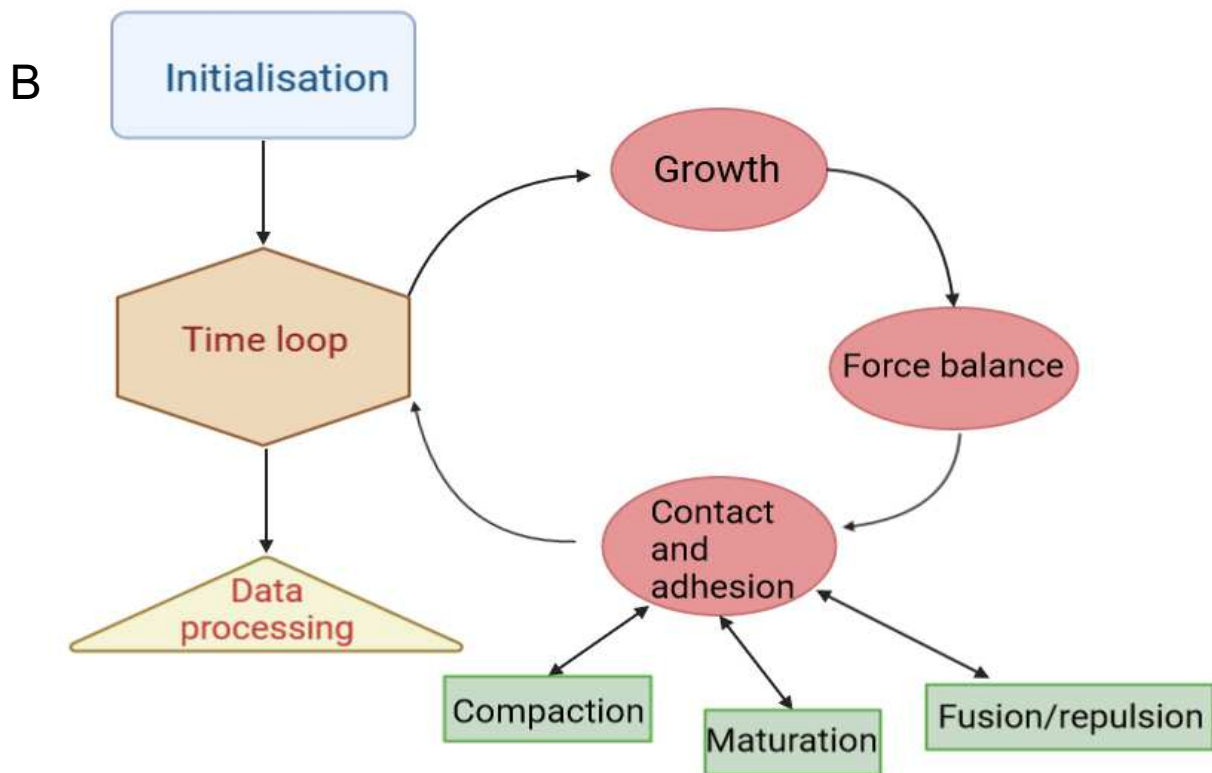 B
Initialisation
Growth
Time loop
Force balance
Contact
and
adhesion
Data
processing
Compaction
Maturation
Fusion/repulsion